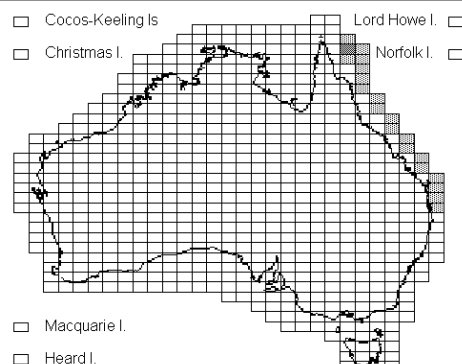 Cocos-Keeling Is
Lord Howe I.
Christmas I.
Norfolk I.
Macquarie I.
Heard I.